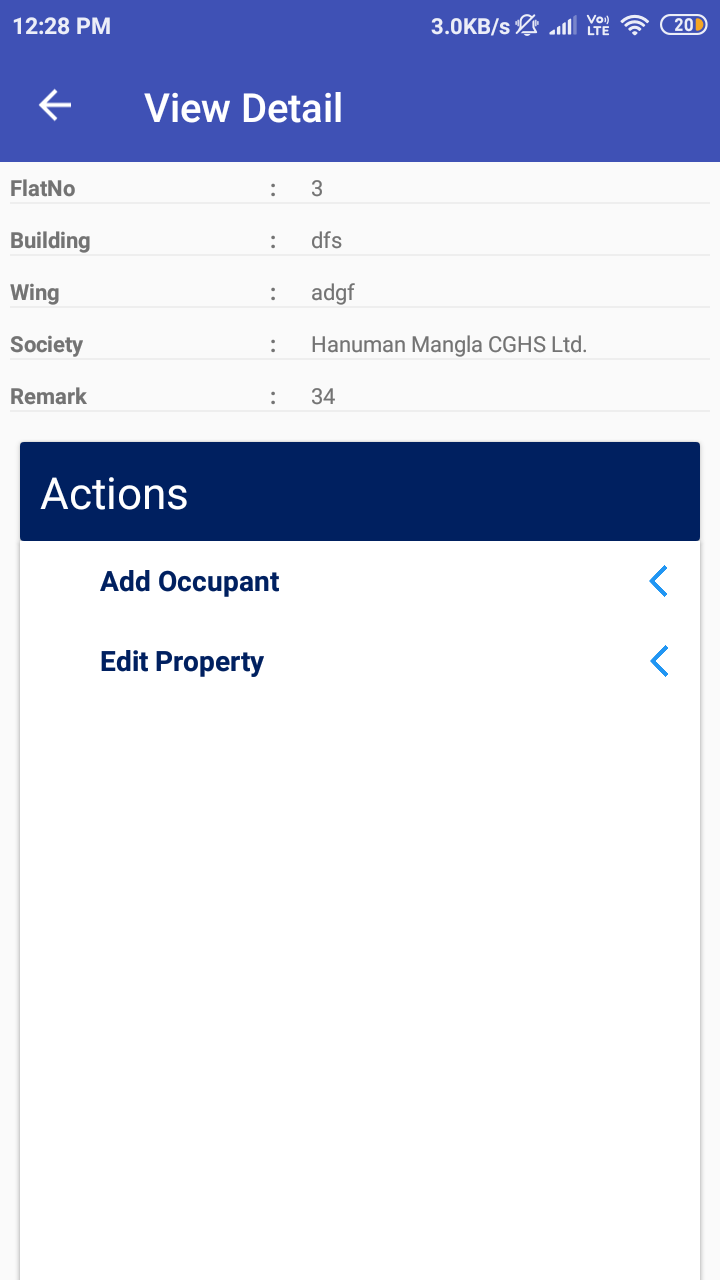 12:28 PM 3.0KB/s Vo) LTE 20
View Detail
FlatNo : 3
Building : dfs
Wing : adgf
Society : Hanuman Mangla CGHS Ltd.
Remark : 34
Actions
Add Occupant
Edit Property